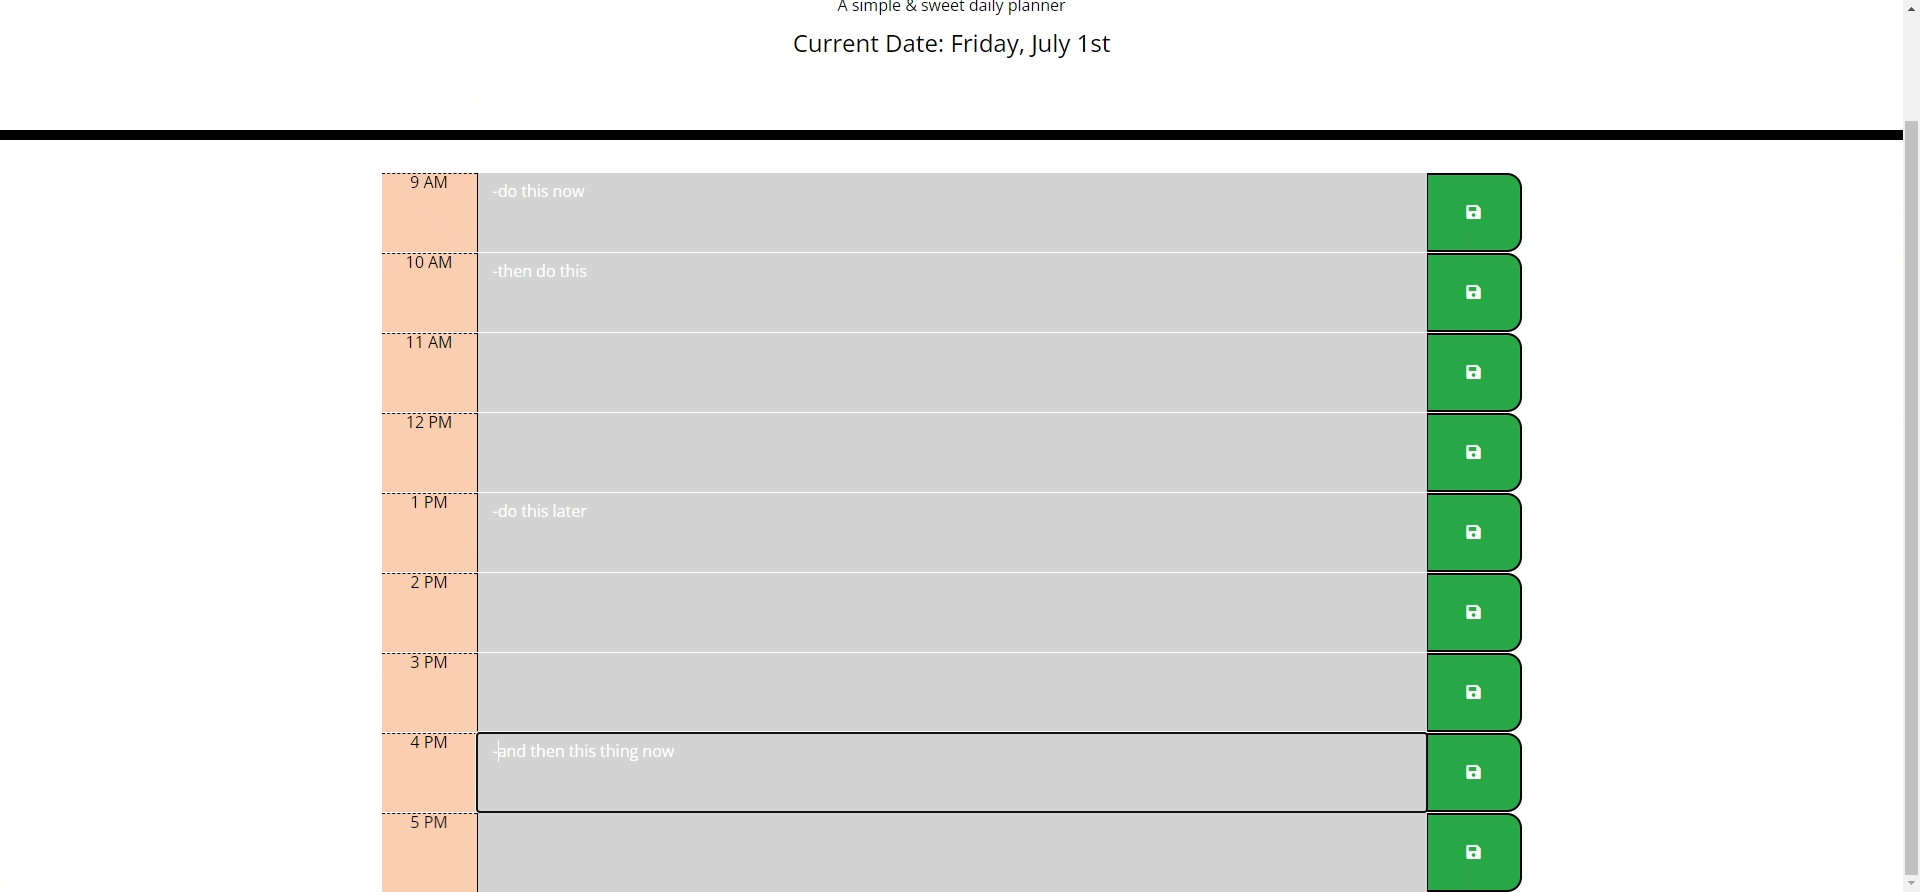 A simple & sweet daily planner
Current Date: Friday, July 1st
9 AM
-do this now
10 AM
-then do this
11 AM
12 PM
1 PM
-do this later
2 PM
3 PM
4 PM
-and then this thing now
5 PM